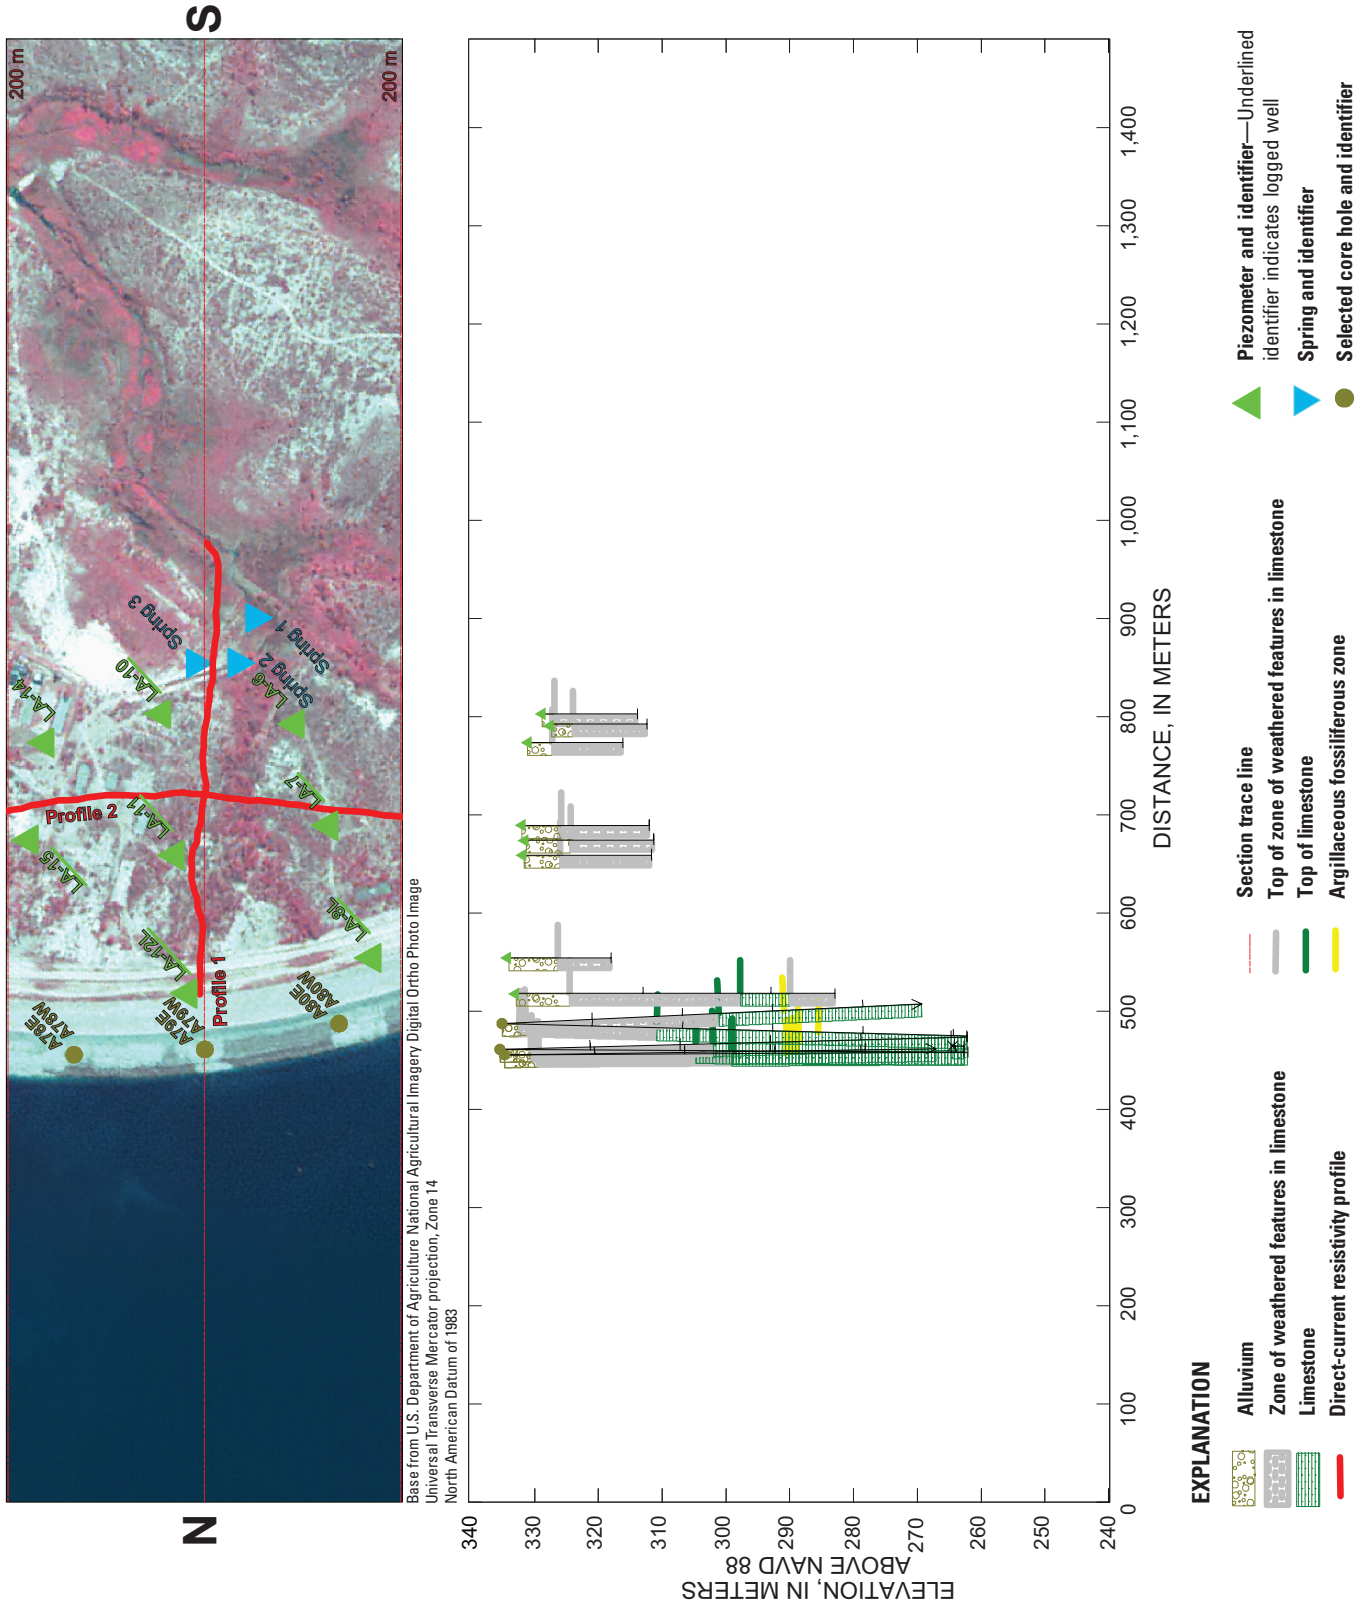 N
S
200 m
200 m
A78E
A78W
A79E
A79W
A80E
A80W
LA-12L
LA-8L
LA-15
LA-11
LA-7
LA-14
LA-10
LA-6
Spring 3
Spring 2
Spring 1
Profile 1
Profile 2
Base from U.S. Department of Agriculture National Agricultural Imagery Digital Ortho Photo Image
Universal Transverse Mercator projection, Zone 14
North American Datum of 1983
ELEVATION, IN METERS
ABOVE NAVD 88
340
330
320
310
300
290
280
270
260
250
240
0
100
200
300
400
500
600
700
800
900
1,000
1,100
1,200
1,300
1,400
DISTANCE, IN METERS
EXPLANATION
Alluvium
Zone of weathered features in limestone
Limestone
Direct-current resistivity profile
Section trace line
Top of zone of weathered features in limestone
Top of limestone
Argillaceous fossiliferous zone
Piezometer and identifier—Underlined
identifier indicates logged well
Spring and identifier
Selected core hole and identifier